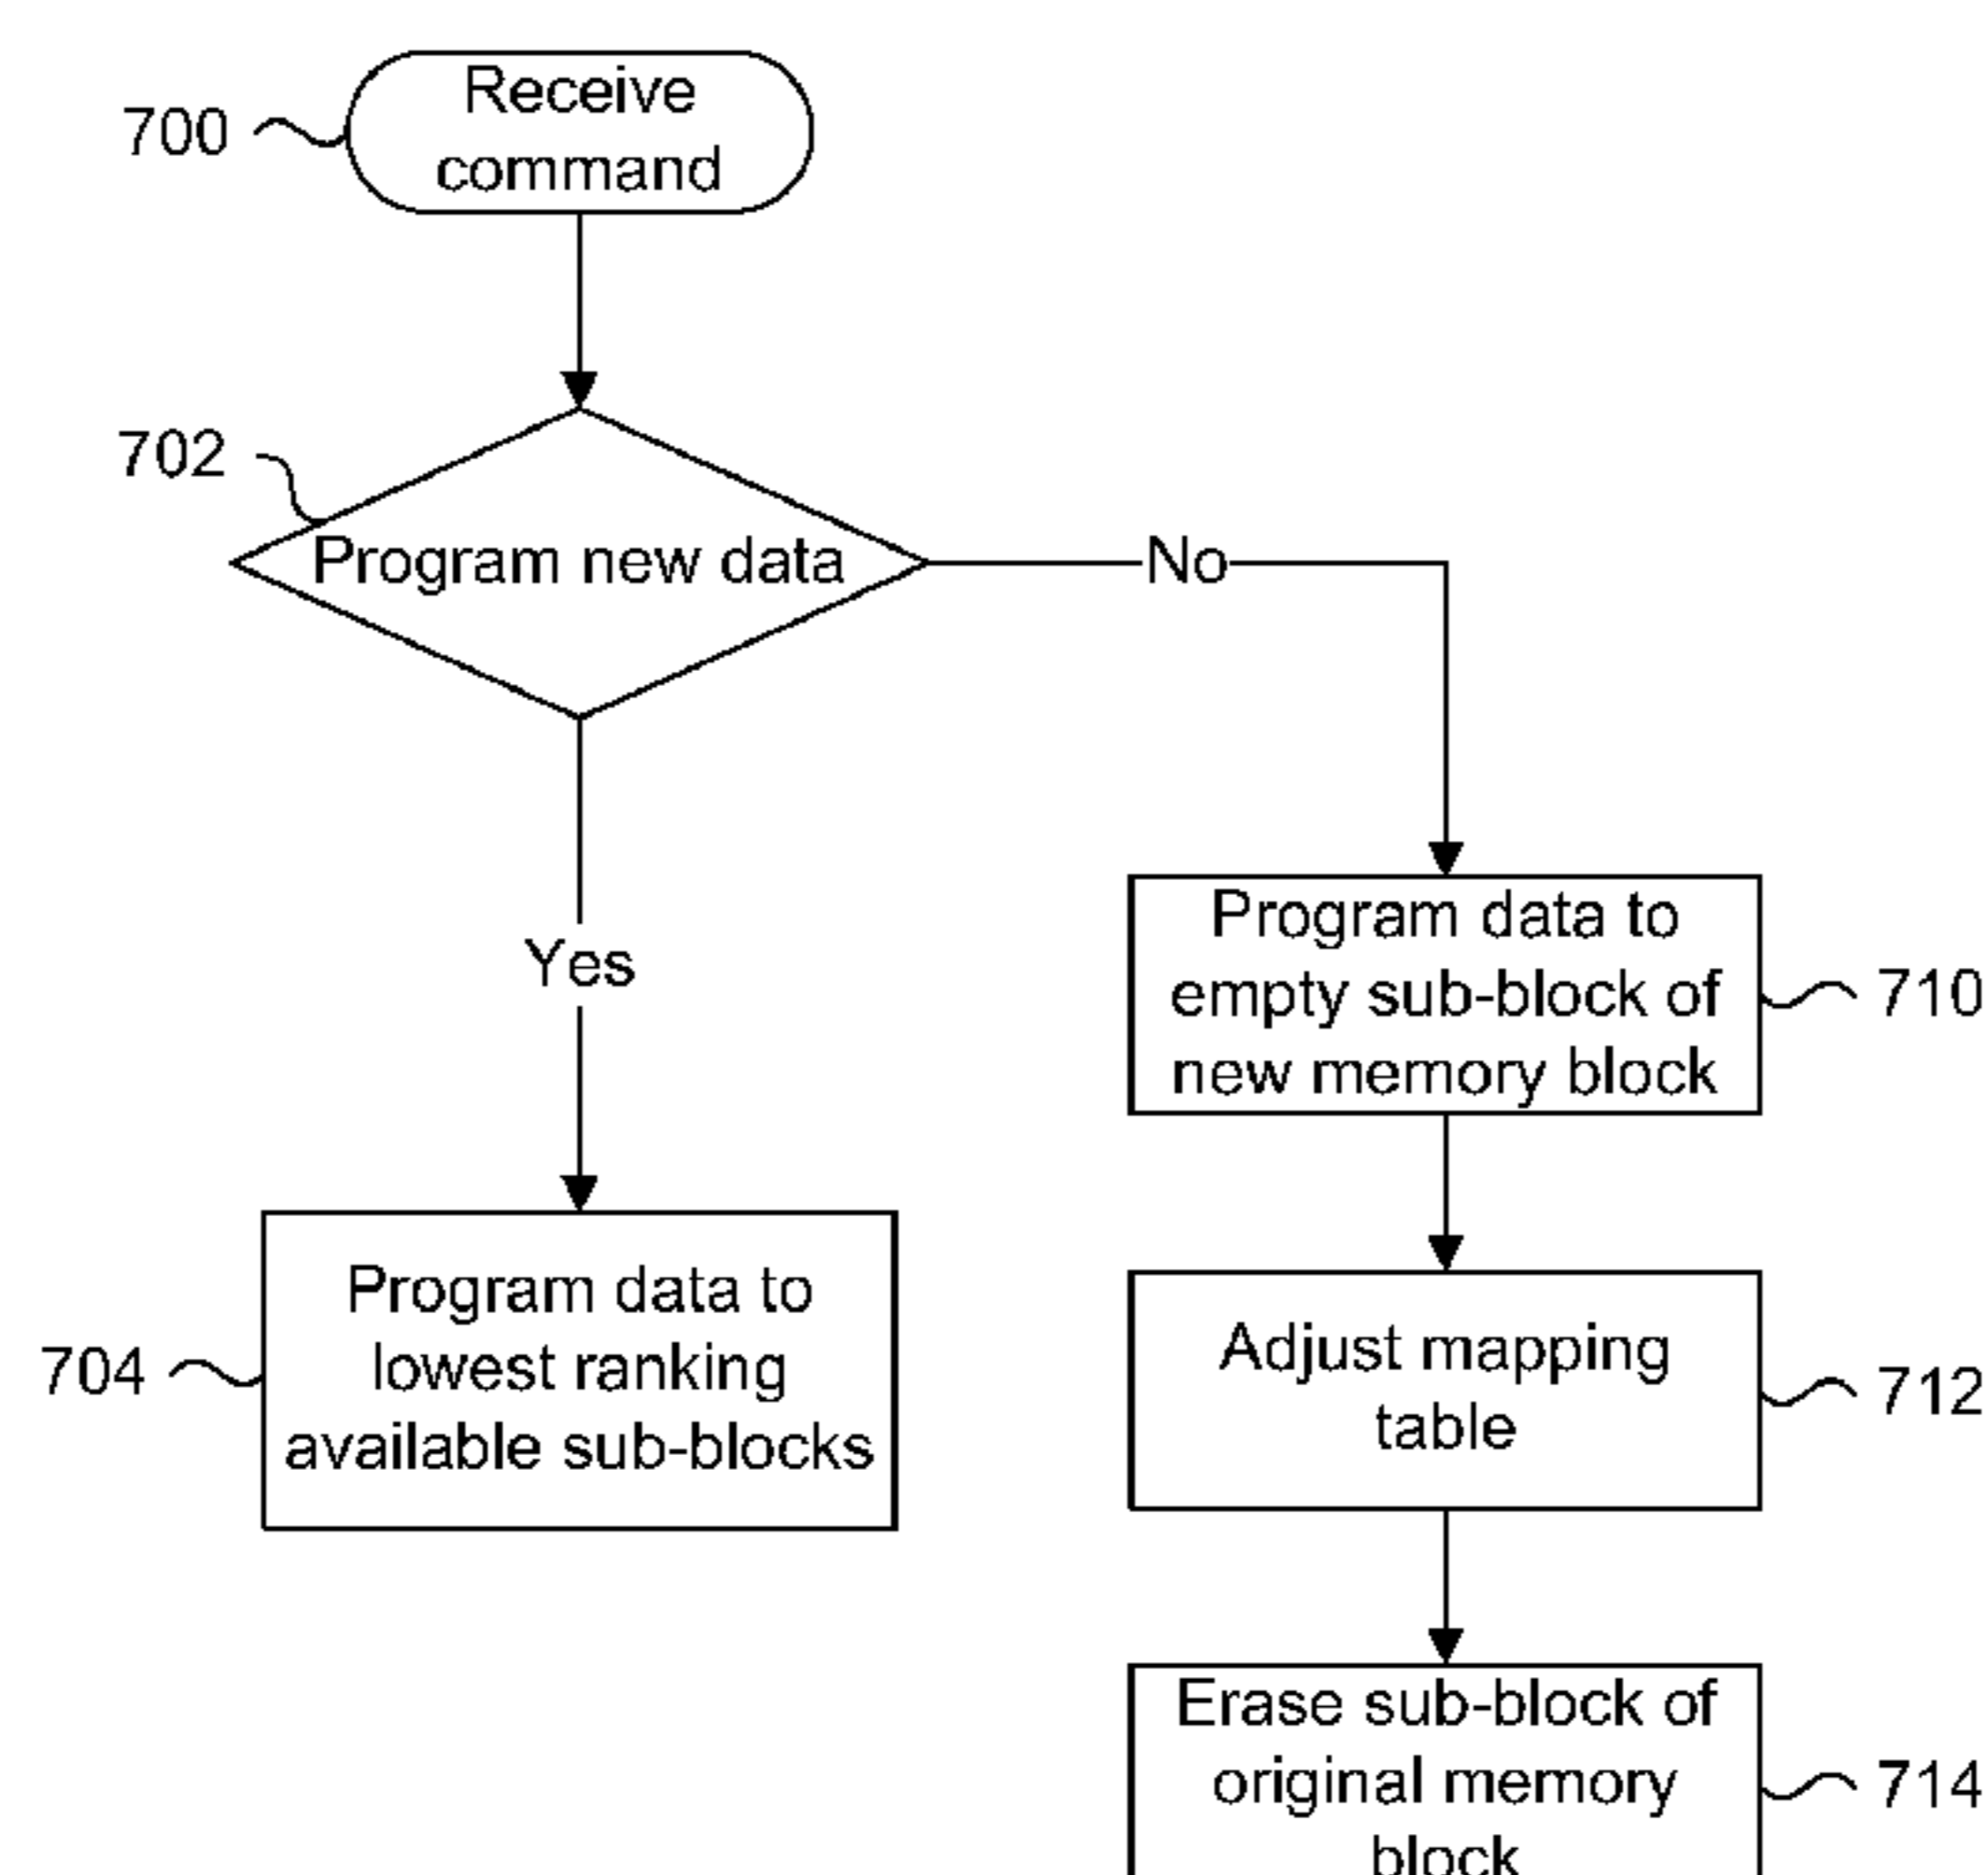 700
Receive
command
702
Program new data
No
Yes
Program data to
empty sub-block of
new memory block
710
704
Program data to
lowest ranking
available sub-blocks
Adjust mapping
table
712
Erase sub-block of
original memory
block
714